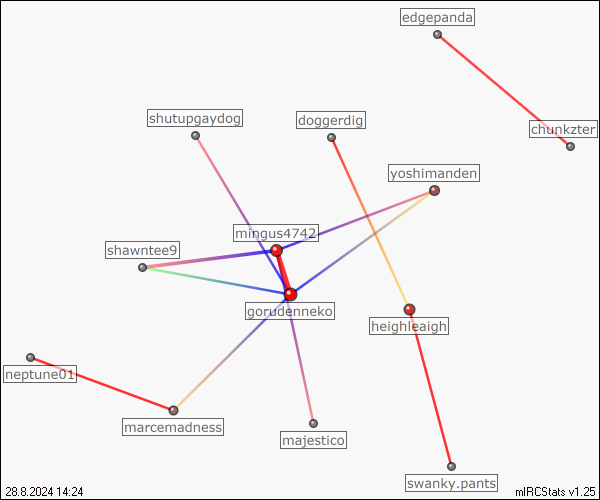 edgepanda
shutupgaydog
doggerdig
chunkzter
yoshimanden
mingus4742
shawntee9
gorudenneko
heighleaigh
neptune01
marcemadness
majestico
swanky.pants
28.8.2024 14:24
mIRCStats v1.25